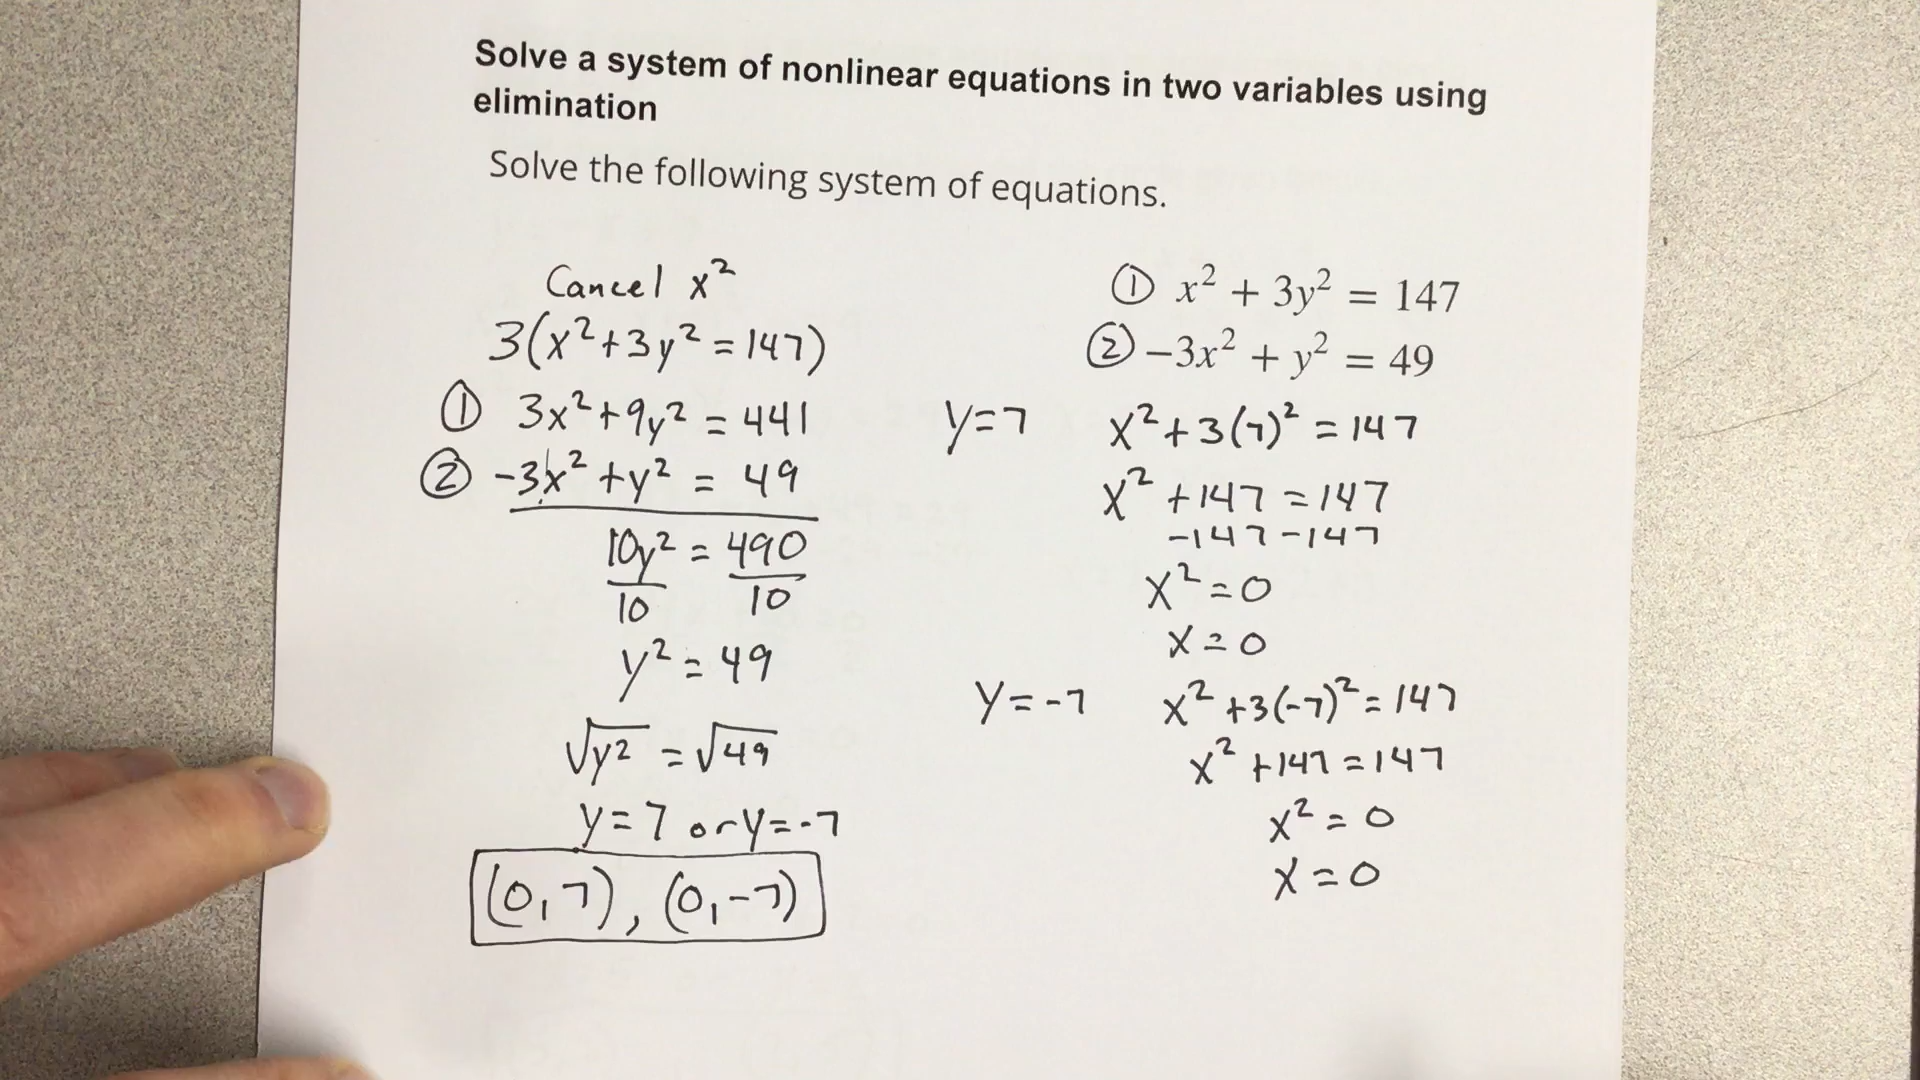 Solve a system of nonlinear equations in two variables using
elimination
Solve the following system of equations.
Cancel x²
3(x²+3y²=147)
① 3x²+9y² = 441
② -3x²+y² = 49
10y² = 490
10 10
y² = 49
√y² = √49
y=7 or y=-7
(0,7), (0,-7)
① x² + 3y² = 147
② −3x² + y² = 49
y=7 x²+3(7)² = 147
x² +147 = 147
-147 -147
x² = 0
x = 0
y=-7 x²+3(-7)² = 147
x² +147 = 147
x² = 0
x = 0